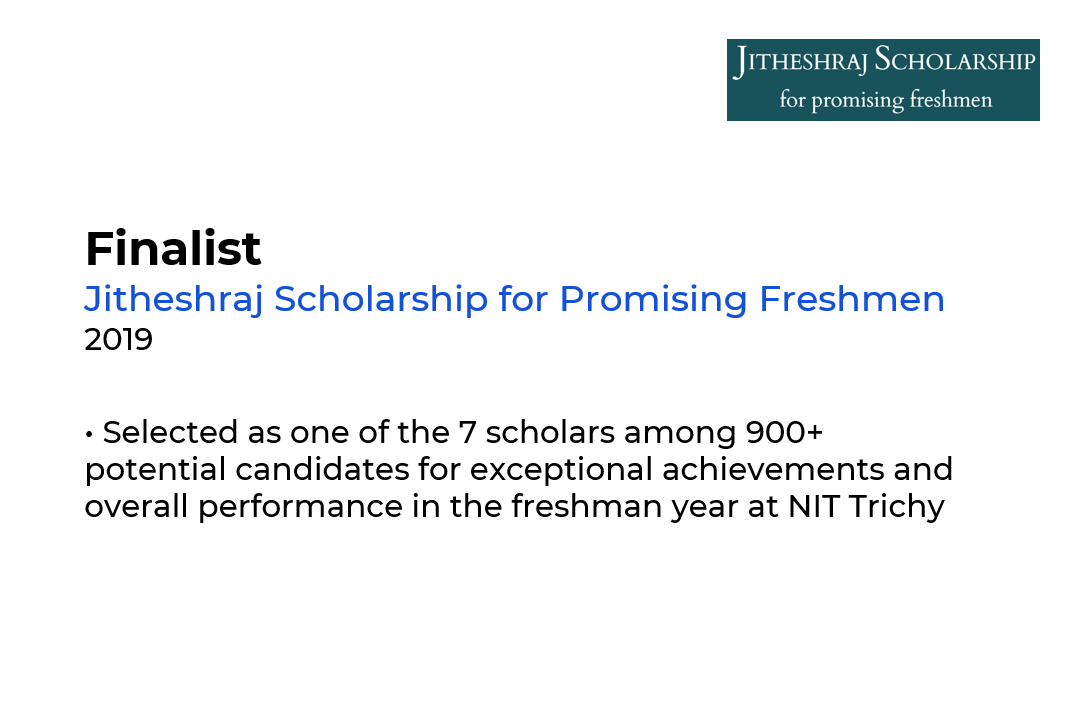 JITHESHRAJ SCHOLARSHIP
for promising freshmen
Finalist
Jitheshraj Scholarship for Promising Freshmen
2019
• Selected as one of the 7 scholars among 900+
potential candidates for exceptional achievements and
overall performance in the freshman year at NIT Trichy